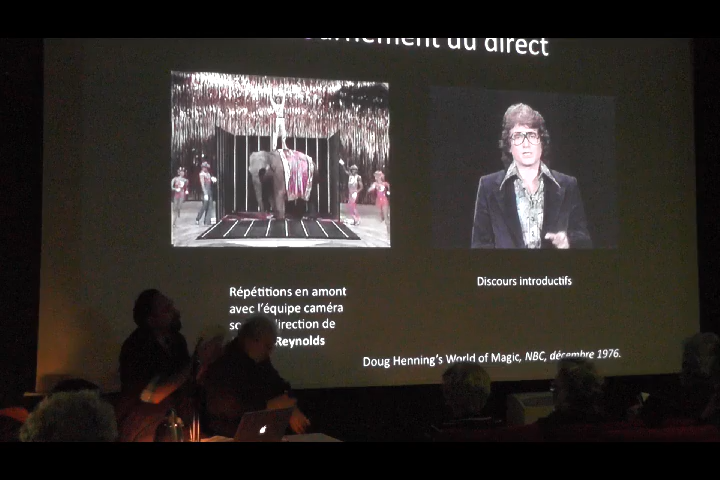 du direct
Répétitions en amont
avec l'équipe caméra
direction de
Reynolds
Discours introductifs
Doug Henning's World of Magic, NBC, décembre 1976.